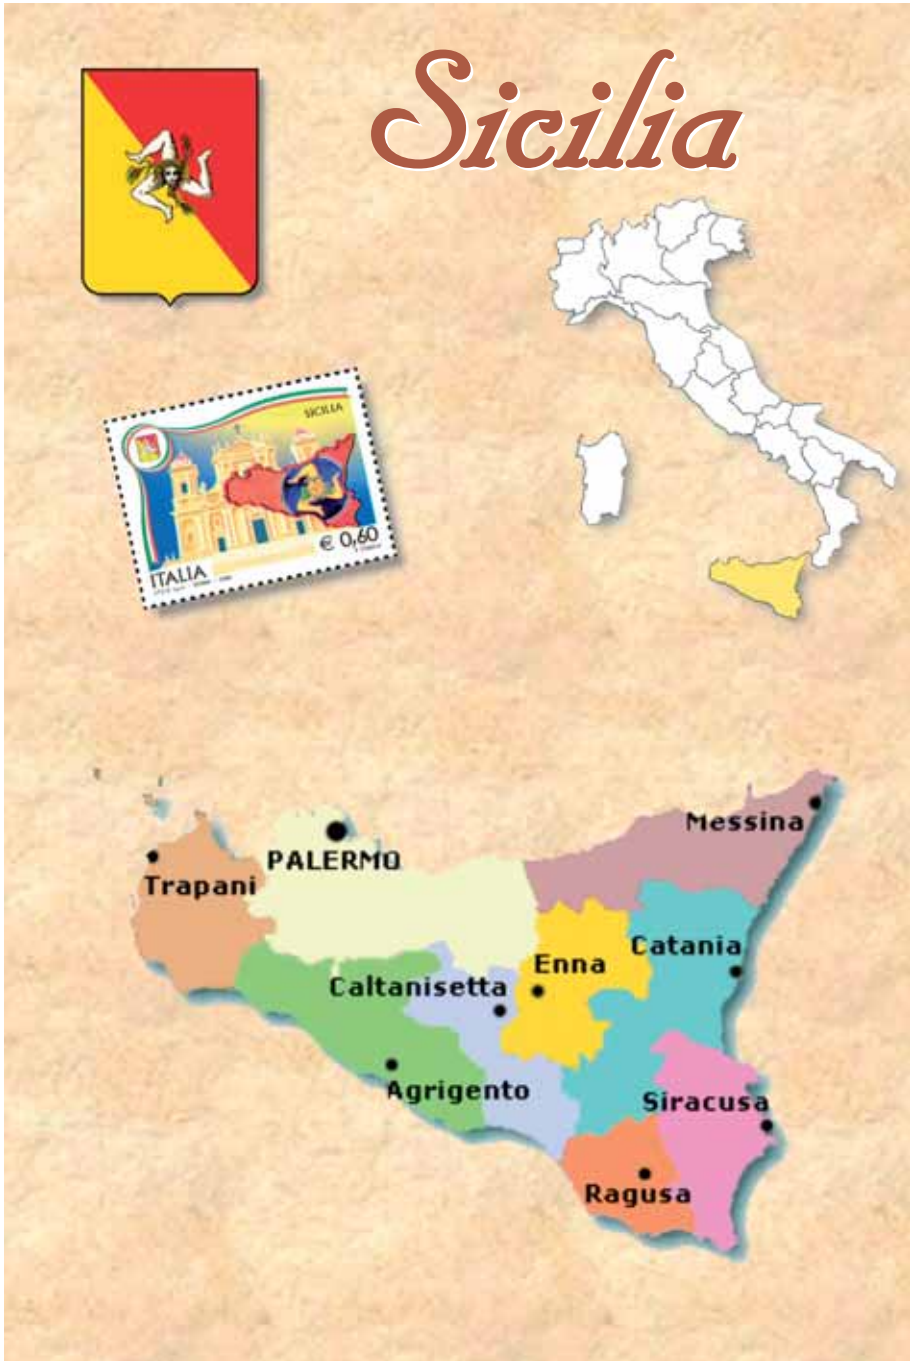 Sicilia
SICILIA
€ 0,60
ITALIA
Messina
PALERMO
Trapani
Catania
Enna
Caltanisetta
Agrigento
Siracusa
Ragusa